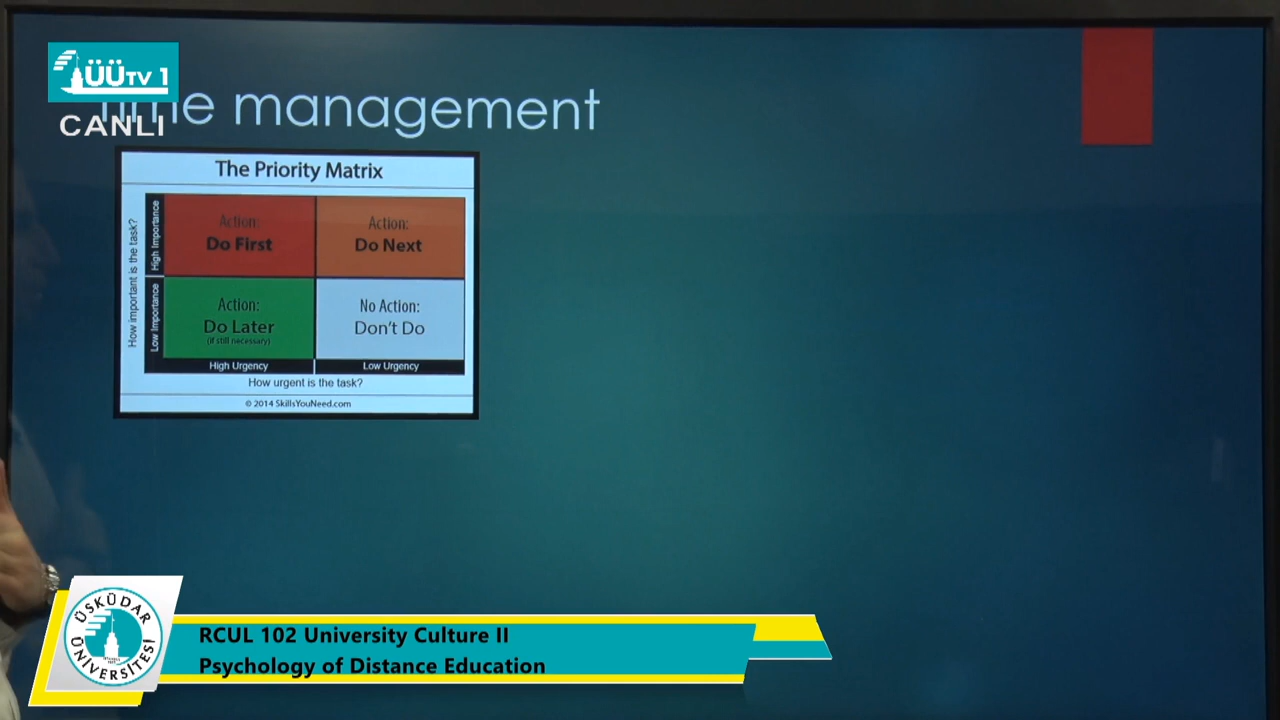 ÜÜTV 1
CANLI
Time management
The Priority Matrix
How important is the task?
High Importance
Action:
Do First
Action:
Do Next
Low Importance
Action:
Do Later
(if still necessary)
No Action:
Don't Do
High Urgency
Low Urgency
How urgent is the task?
© 2014 SkillsYouNeed.com
ÜSKÜDAR
ÜNİVERSİTESİ
RCUL 102 University Culture II
Psychology of Distance Education